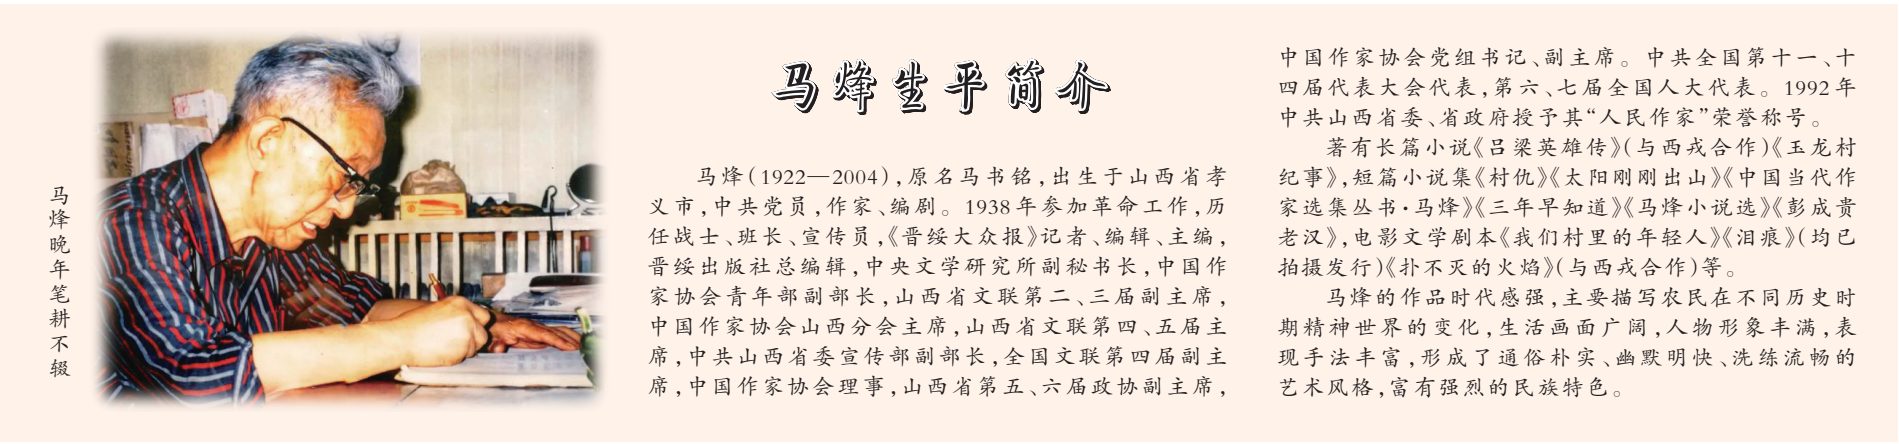 马烽晚年笔耕不辍
马烽生平简介
马烽(1922—2004),原名马书铭,出生于山西省孝
义市,中共党员,作家、编剧。1938年参加革命工作,历
任战士、班长、宣传员,《晋绥大众报》记者、编辑、主编,
晋绥出版社总编辑,中央文学研究所副秘书长,中国作
家协会青年部副部长,山西省文联第二、三届副主席,
中国作家协会山西分会主席,山西省文联第四、五届主
席,中共山西省委宣传部副部长,全国文联第四届副主
席,中国作家协会理事,山西省第五、六届政协副主席,
中国作家协会党组书记、副主席。中共全国第十一、十
四届代表大会代表,第六、七届全国人大代表。1992年
中共山西省委、省政府授予其“人民作家”荣誉称号。
著有长篇小说《吕梁英雄传》(与西戎合作)《玉龙村
纪事》,短篇小说集《村仇》《太阳刚刚出山》《中国当代作
家选集丛书·马烽》《三年早知道》《马烽小说选》《彭成贵
老汉》,电影文学剧本《我们村里的年轻人》《泪痕》(均已
拍摄发行)《扑不灭的火焰》(与西戎合作)等。
马烽的作品时代感强,主要描写农民在不同历史时
期精神世界的变化,生活画面广阔,人物形象丰满,表
现手法丰富,形成了通俗朴实、幽默明快、洗练流畅的
艺术风格,富有强烈的民族特色。